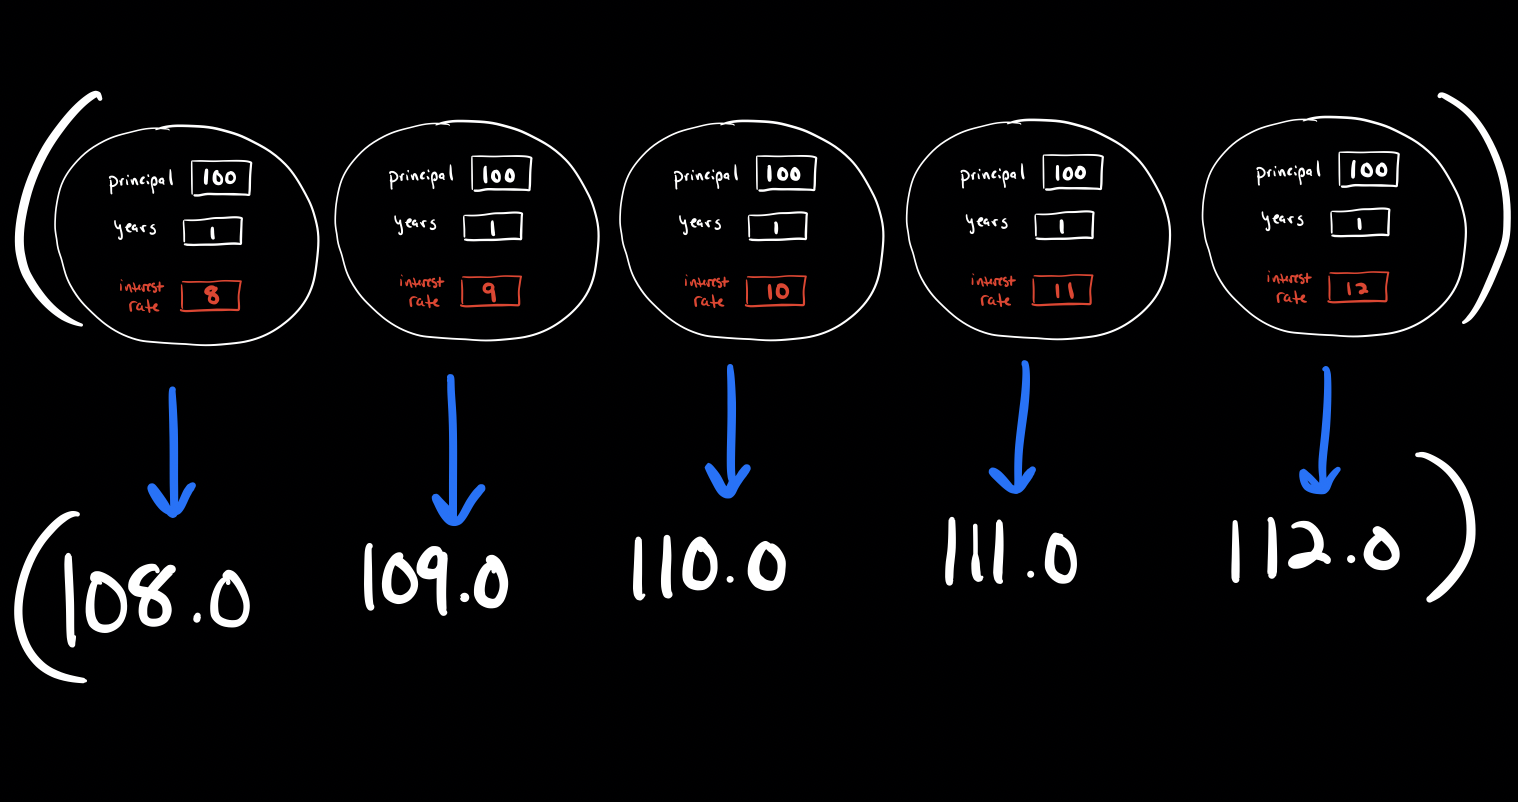 ( principal 100 principal 100 principal 100 principal 100 principal 100 )
years 1 years 1 years 1 years 1 years 1
interest interest interest interest interest
rate 8 rate 9 rate 10 rate 11 rate 12
( 108.0 109.0 110.0 111.0 112.0 )